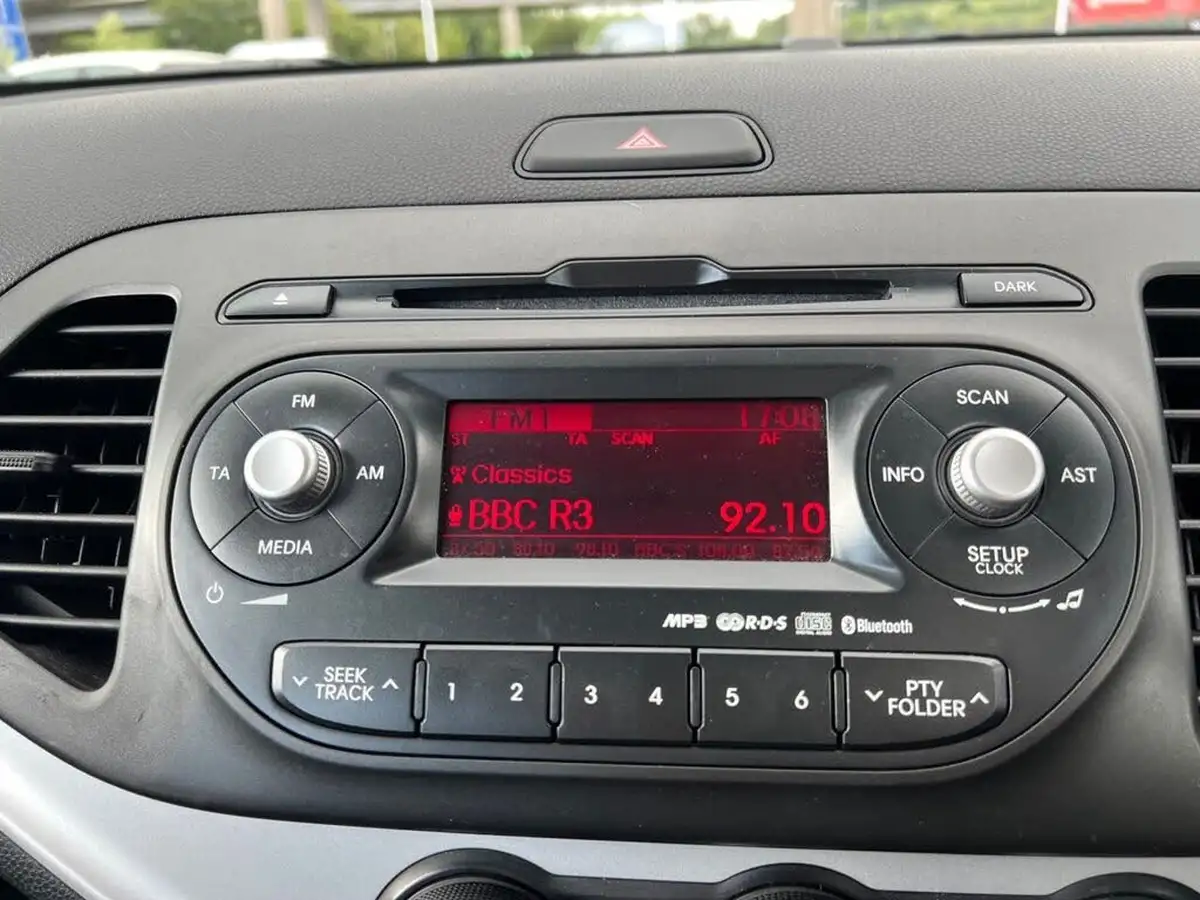 DARK
FM
TA
AM
MEDIA
FM1 17:08
ST TA SCAN AF
Classics
BBC R3 92.10
SCAN
INFO
AST
SETUP
CLOCK
MP3 R·D·S DISC Bluetooth
SEEK
TRACK
1 2 3 4 5 6
PTY
FOLDER